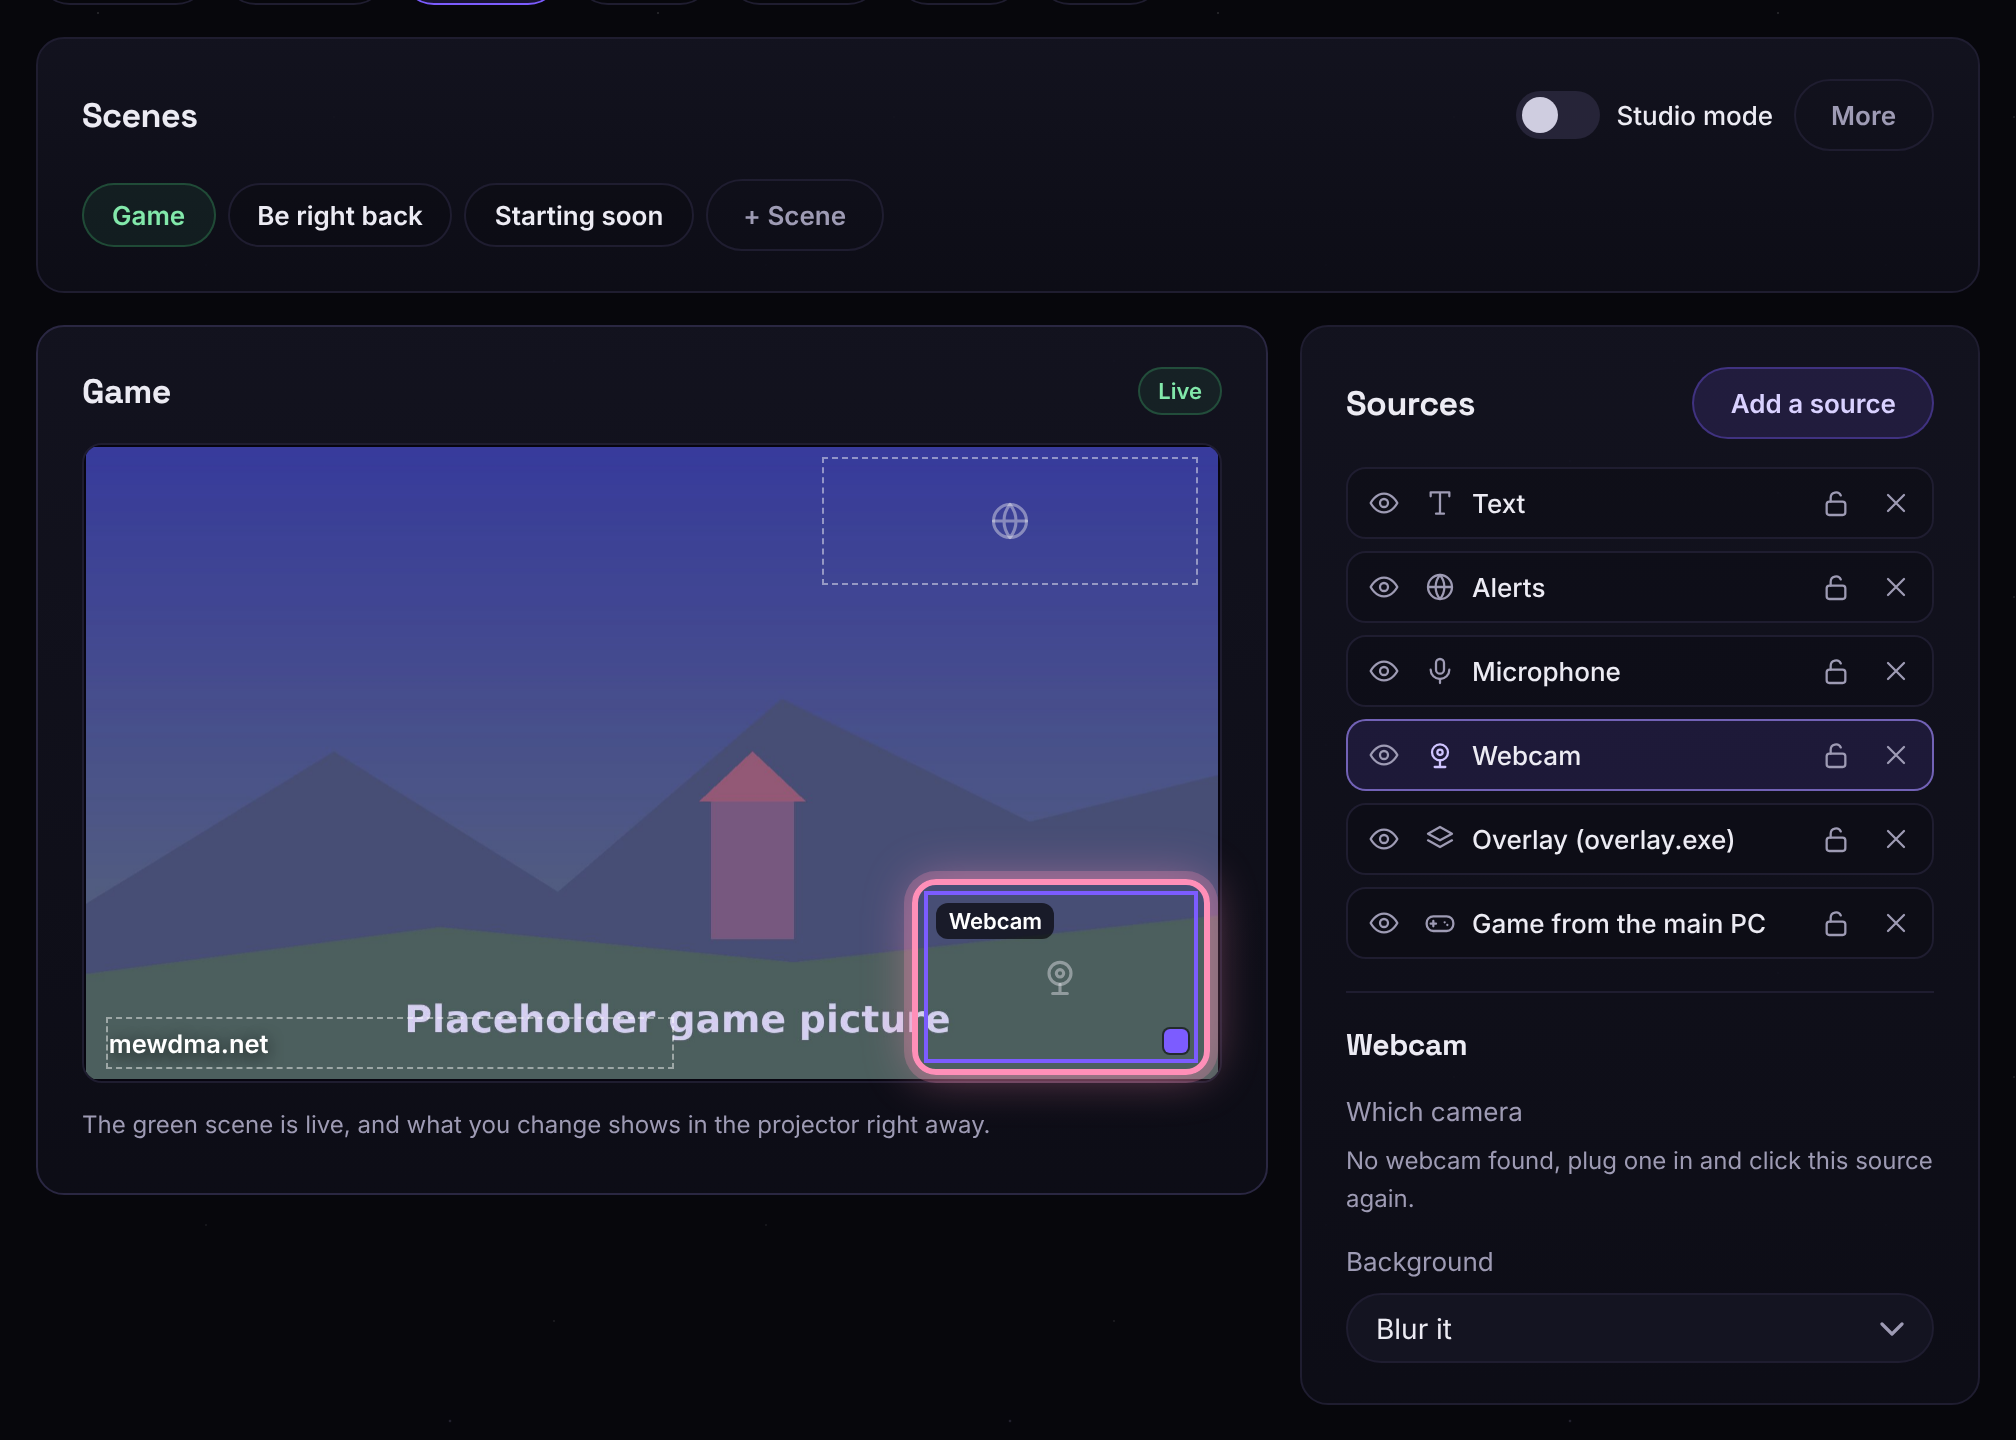 Scenes
Studio mode
More
Game
Be right back
Starting soon
+ Scene
Game
Live
Webcam
Placeholder game picture
mewdma.net
The green scene is live, and what you change shows in the projector right away.
Sources
Add a source
Text
Alerts
Microphone
Webcam
Overlay (overlay.exe)
Game from the main PC
Webcam
Which camera
No webcam found, plug one in and click this source
again.
Background
Blur it